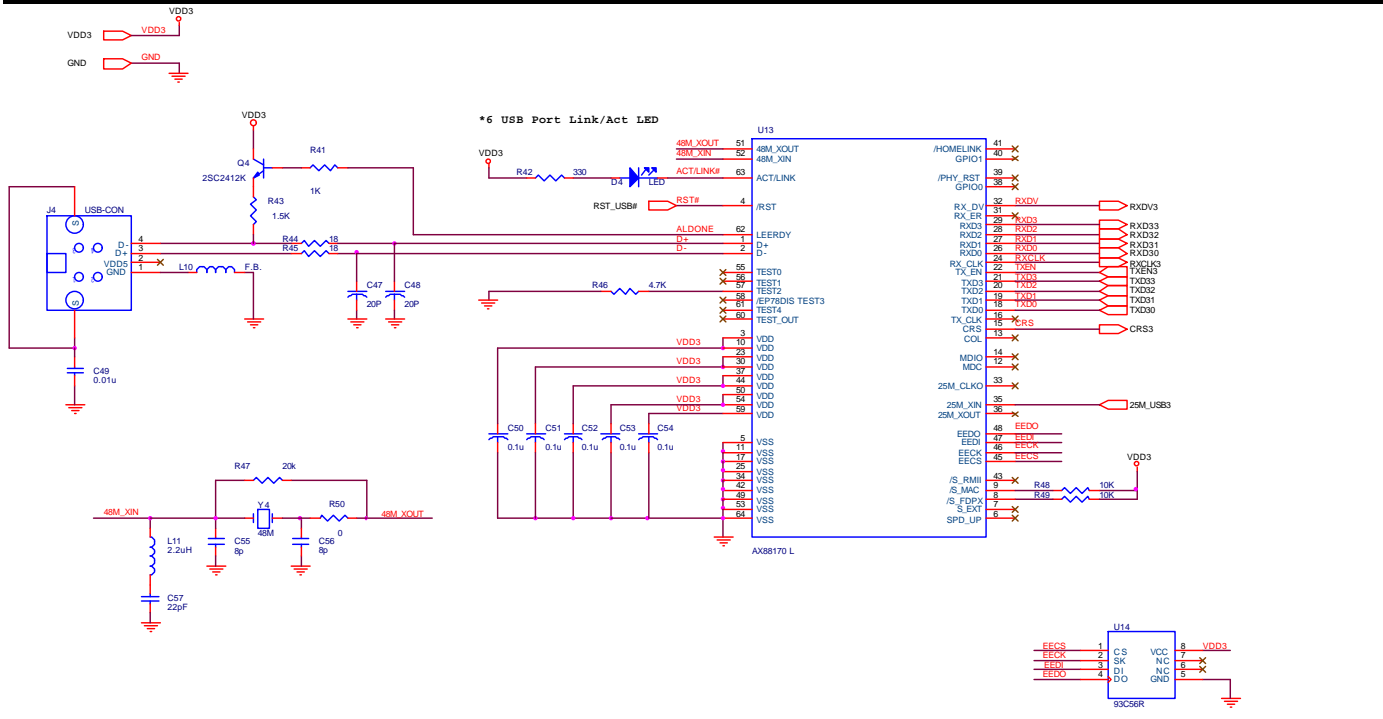 VDD3
VDD3 VDD3
GND GND
*6 USB Port Link/Act LED
VDD3
Q4
2SC2412K
R41
1K
R43
1.5K
J4 USB-CON
S
S
D- 4
D+ 3
VDD5 2
GND 1
L10 F.B.
R44 18
R45 18
C47
20P
C48
20P
C49
0.01u
VDD3
R42 330
D4 LED
ACT/LINK#
RST_USB# RST#
ALDONE
D+
D-
R46 4.7K
48M_XOUT
48M_XIN
U13
51 48M_XOUT
52 48M_XIN
63 ACT/LINK
4 /RST
62 LEERDY
1 D+
2 D-
55 TEST0
56 TEST1
57 TEST2
58 /EP78DIS TEST3
61 TEST4
60 TEST_OUT
3 VDD
10 VDD
23 VDD
30 VDD
37 VDD
44 VDD
50 VDD
54 VDD
59 VDD
VDD3
VDD3
VDD3
VDD3
VDD3
5 VSS
11 VSS
17 VSS
25 VSS
34 VSS
42 VSS
49 VSS
53 VSS
64 VSS
C50
0.1u
C51
0.1u
C52
0.1u
C53
0.1u
C54
0.1u
/HOMELINK 41
GPIO1 40
/PHY_RST 39
GPIO0 38
RX_DV 32 RXDV RXDV3
RX_ER 31
RXD3 29 RXD3 RXD33
RXD2 28 RXD2 RXD32
RXD1 27 RXD1 RXD31
RXD0 26 RXD0 RXD30
RX_CLK 24 RXCLK RXCLK3
TX_EN 22 TXEN TXEN3
TXD3 21 TXD3 TXD33
TXD2 20 TXD2 TXD32
TXD1 19 TXD1 TXD31
TXD0 18 TXD0 TXD30
TX_CLK 16
CRS 15 CRS CRS3
COL 13
MDIO 14
MDC 12
25M_CLKO 33
25M_XIN 35 25M_USB3
25M_XOUT 36
EEDO 48 EEDO
EEDI 47 EEDI
EECK 46 EECK
EECS 45 EECS
/S_RMII 43
/S_MAC 9
/S_FDPX 8
S_EXT 7
SPD_UP 6
VDD3
R48 10K
R49 10K
AX88170 L
R47 20k
48M_XIN
Y4
48M
R50
0
48M_XOUT
L11
2.2uH
C55
8p
C56
8p
C57
22pF
U14
EECS 1 CS
EECK 2 SK
EEDI 3 DI
EEDO 4 DO
VCC 8 VDD3
NC 7
NC 6
GND 5
93C56R